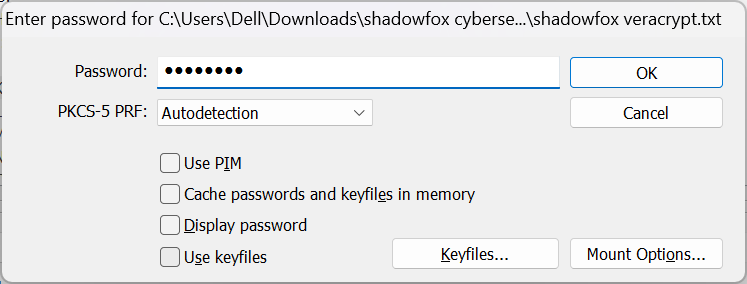 Enter password for C:\Users\Dell\Downloads\shadowfox cyberse...\shadowfox veracrypt.txt
Password: ●●●●●●●● OK
PKCS-5 PRF: Autodetection Cancel
Use PIM
Cache passwords and keyfiles in memory
Display password
Use keyfiles Keyfiles... Mount Options...